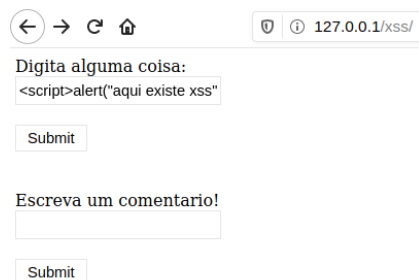 127.0.0.1/xss/
Digita alguma coisa:
<script>alert("aqui existe xss"
Submit
Escreva um comentario!
Submit